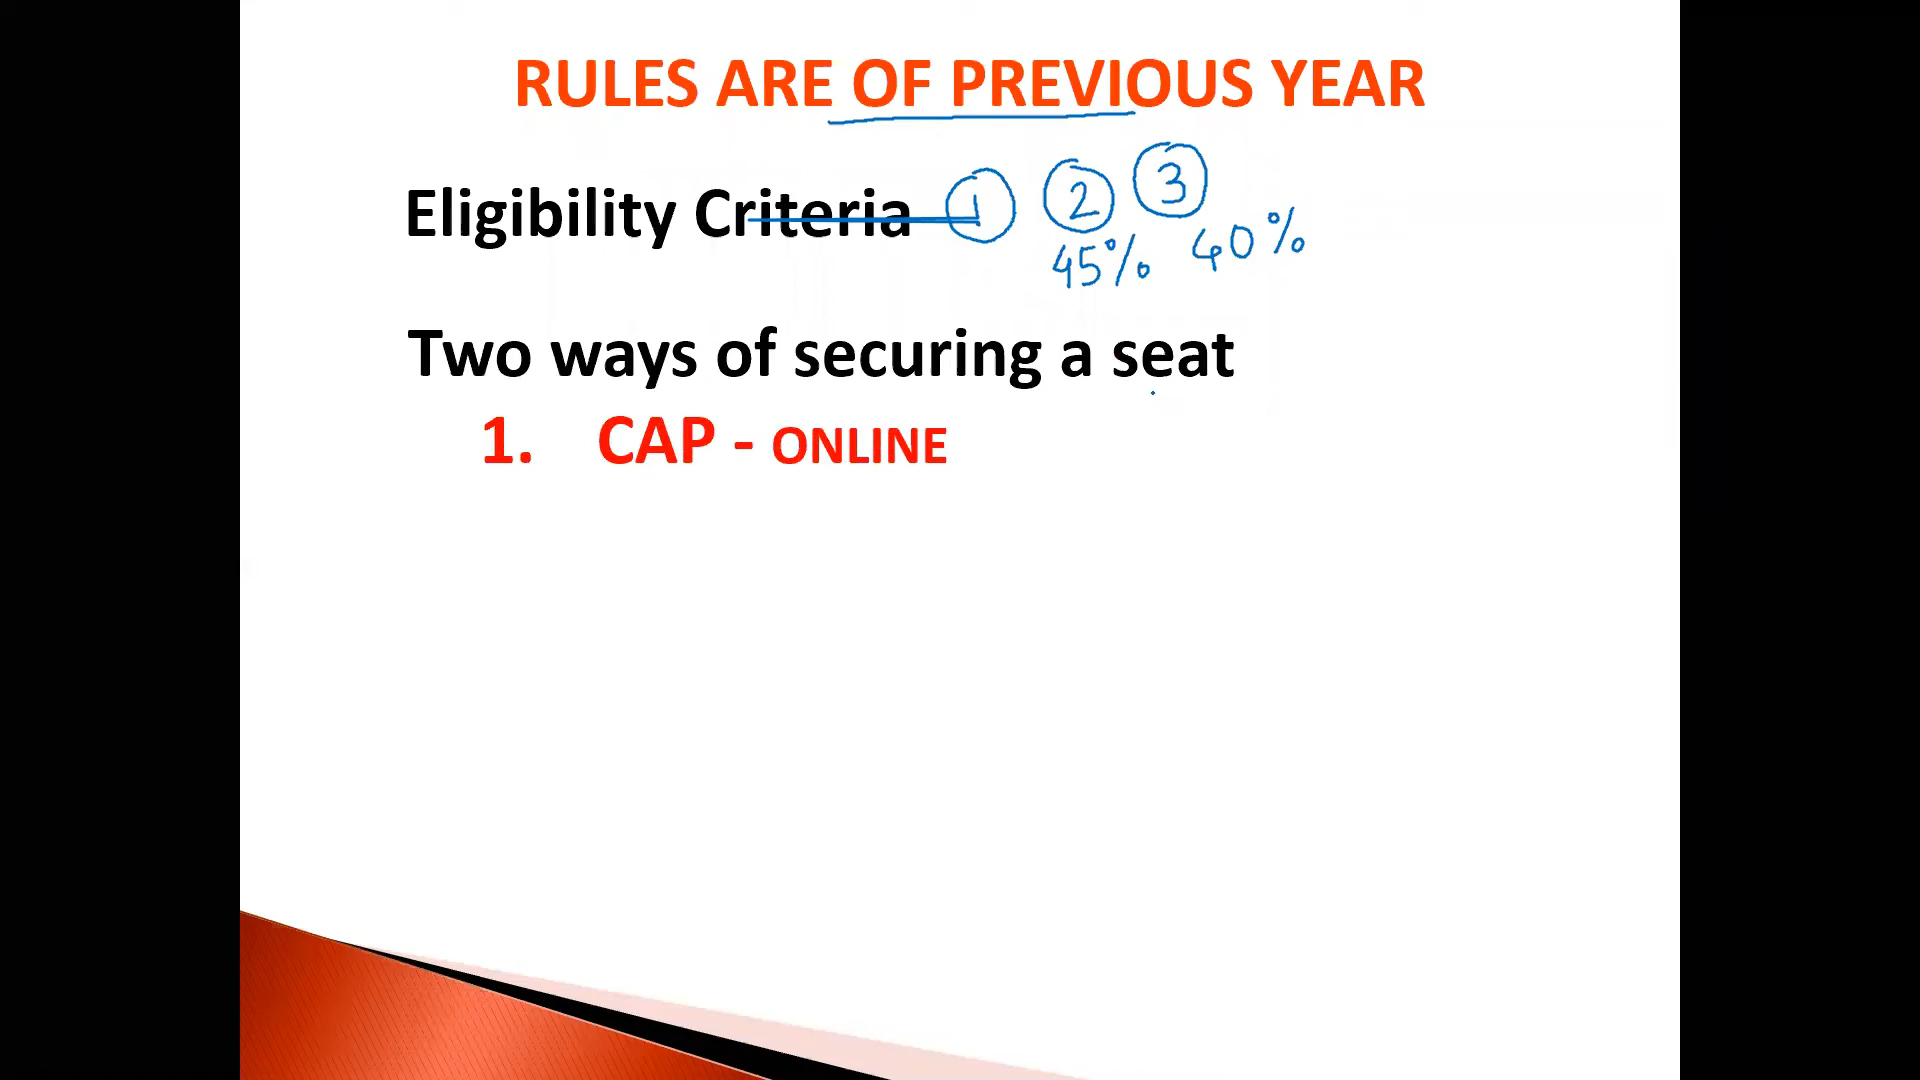 RULES ARE OF PREVIOUS YEAR
Eligibility Criteria 1 2 3
45% 40%
Two ways of securing a seat
1. CAP - ONLINE